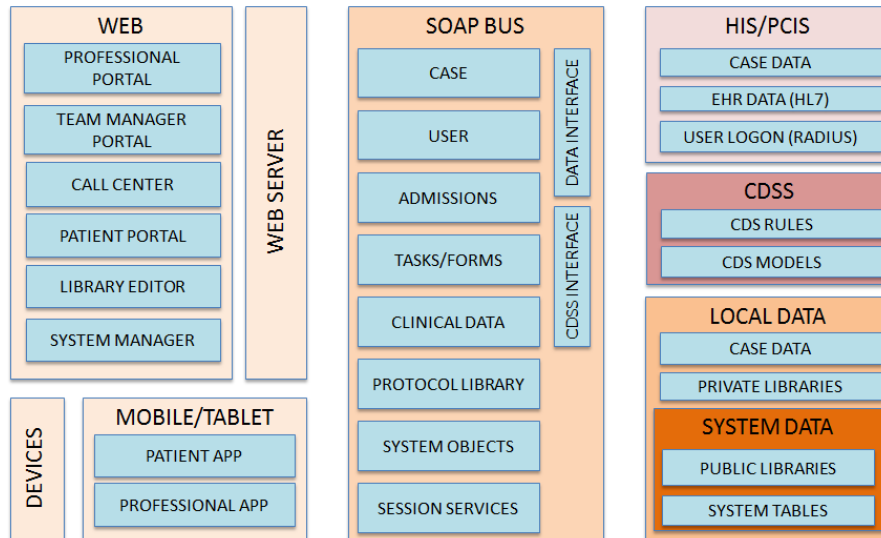 WEB
PROFESSIONAL
PORTAL
TEAM MANAGER
PORTAL
CALL CENTER
PATIENT PORTAL
LIBRARY EDITOR
SYSTEM MANAGER
WEB SERVER
DEVICES
MOBILE/TABLET
PATIENT APP
PROFESSIONAL APP
SOAP BUS
CASE
USER
ADMISSIONS
TASKS/FORMS
CLINICAL DATA
PROTOCOL LIBRARY
SYSTEM OBJECTS
SESSION SERVICES
DATA INTERFACE
CDSS INTERFACE
HIS/PCIS
CASE DATA
EHR DATA (HL7)
USER LOGON (RADIUS)
CDSS
CDS RULES
CDS MODELS
LOCAL DATA
CASE DATA
PRIVATE LIBRARIES
SYSTEM DATA
PUBLIC LIBRARIES
SYSTEM TABLES